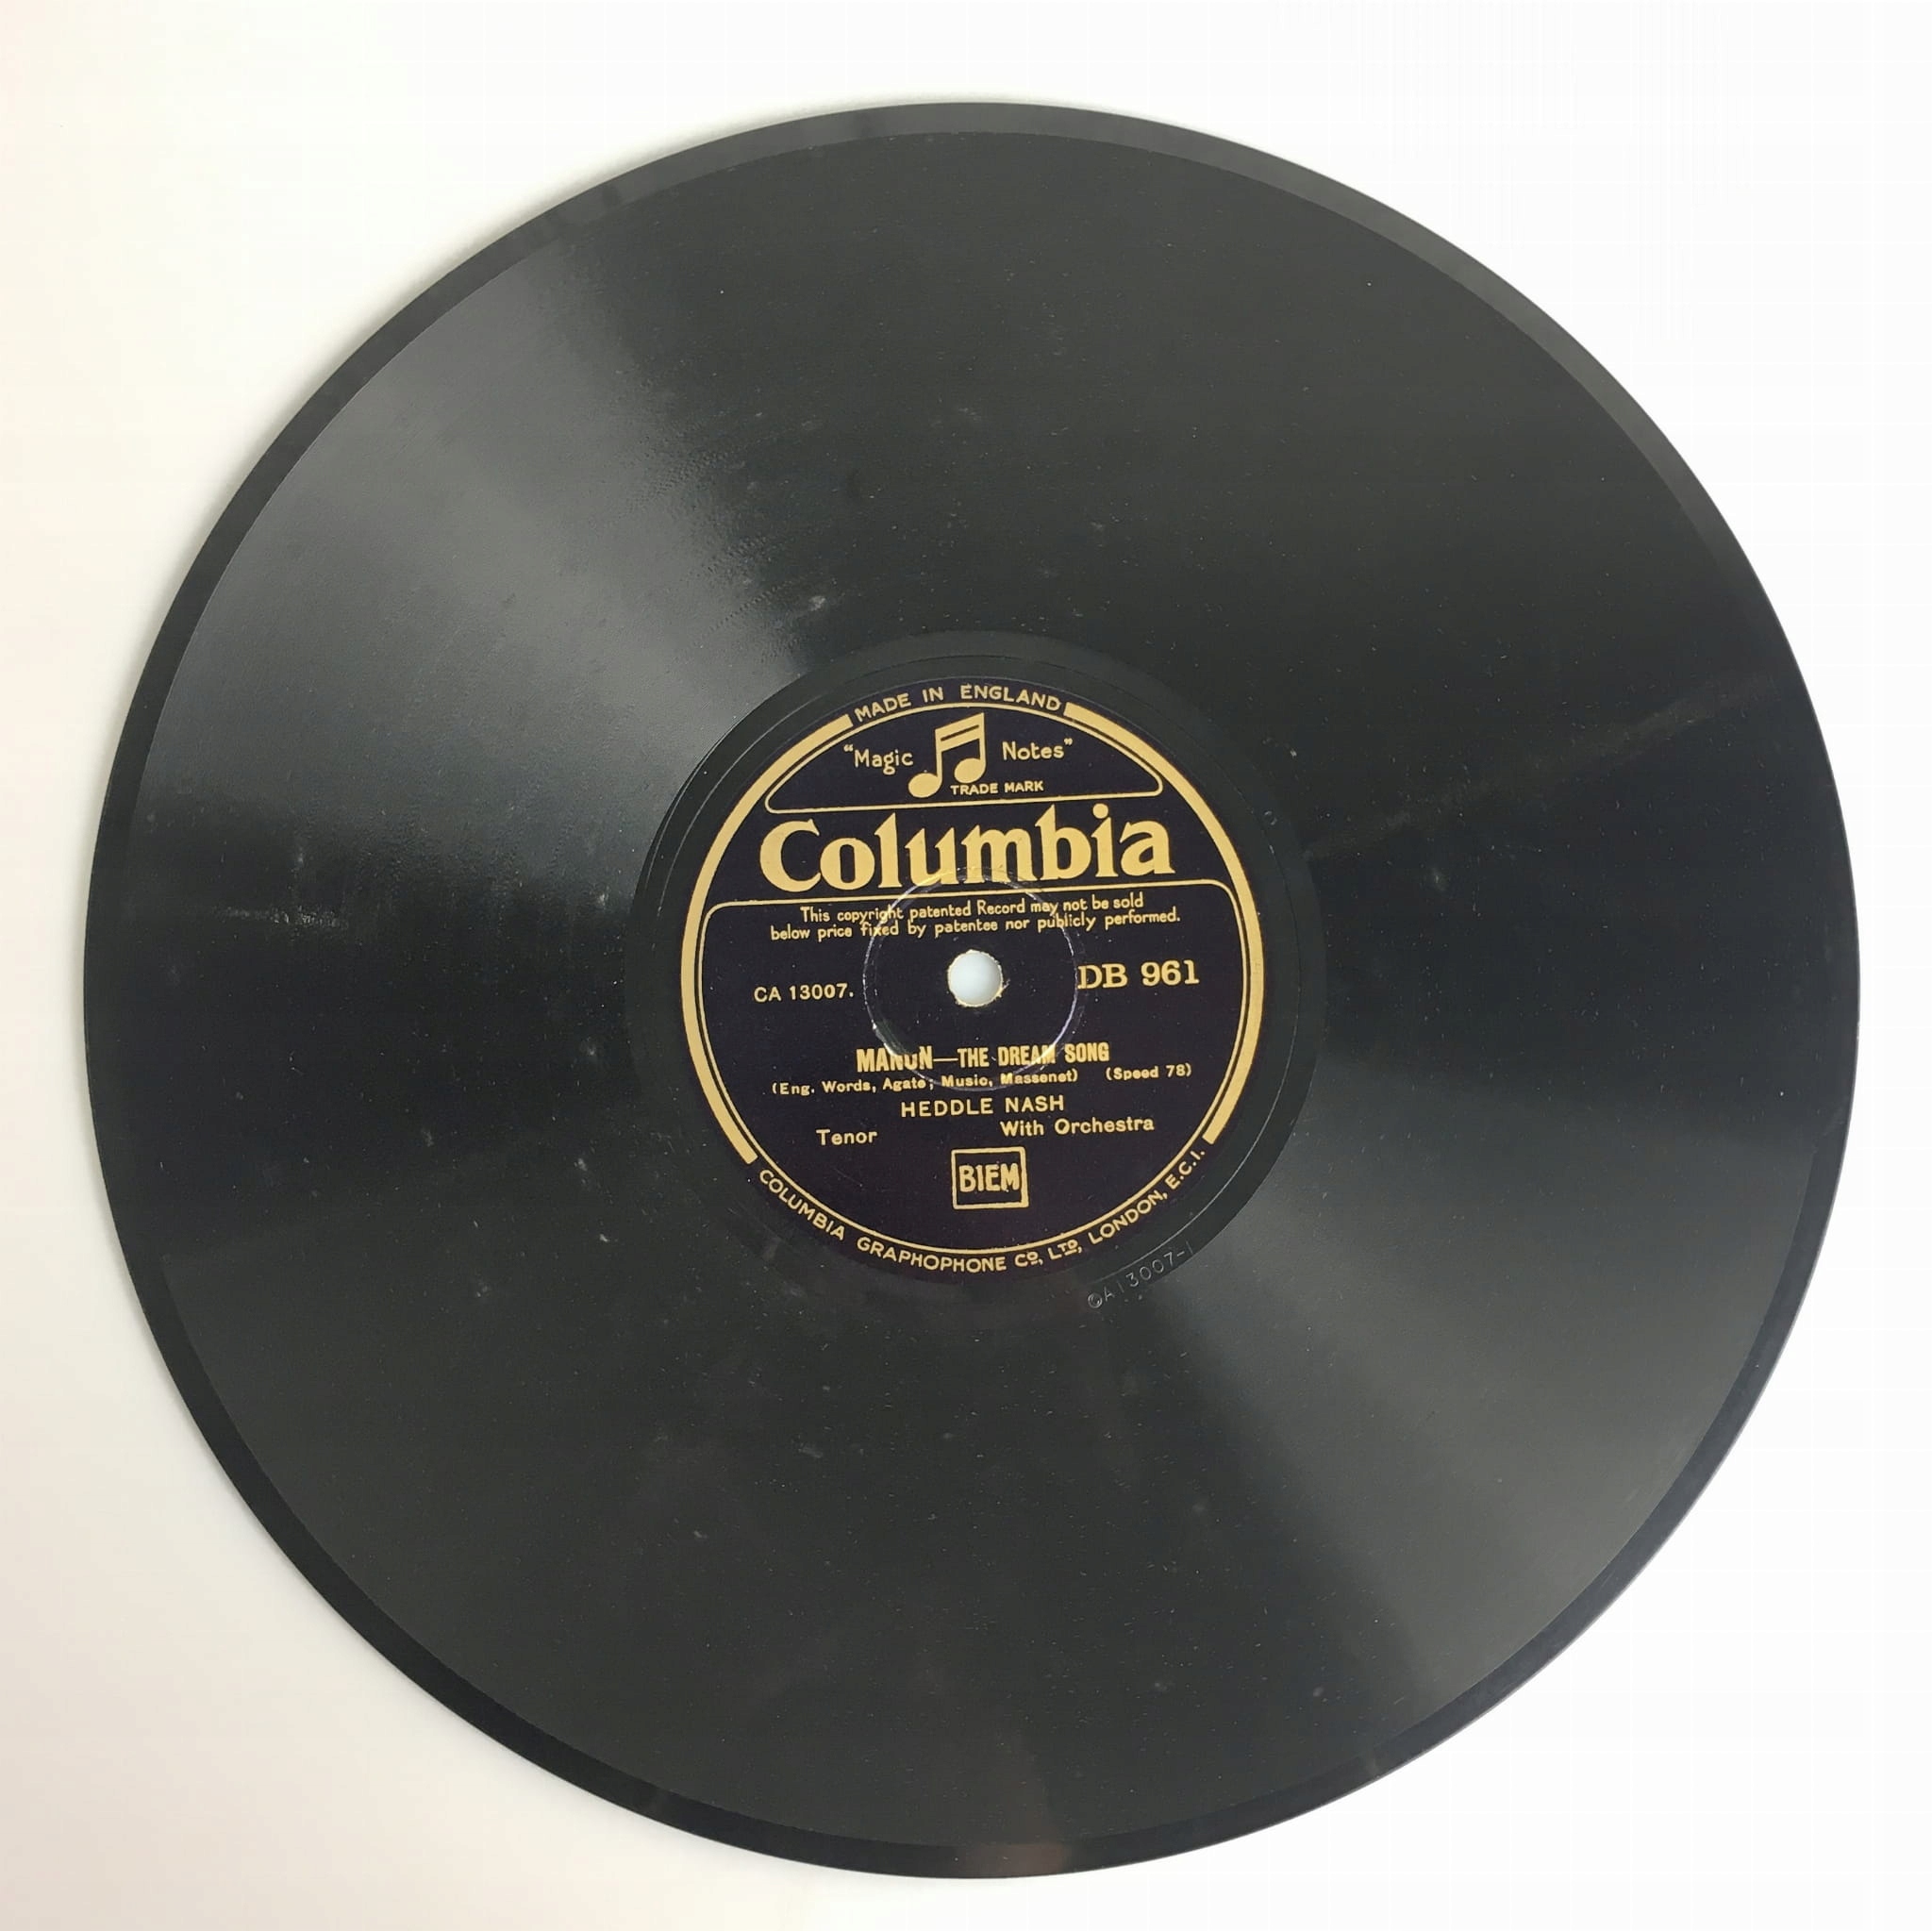 MADE IN ENGLAND
"Magic Notes"
TRADE MARK
Columbia
This copyright patented Record may not be sold
below price fixed by patentee nor publicly performed.
CA 13007. DB 961
MANON—THE DREAM SONG
(Eng. Words, Agate; Music, Massenet) (Speed 78)
HEDDLE NASH
Tenor With Orchestra
BIEM
COLUMBIA GRAPHOPHONE CO., LTD., LONDON, E.C.I.
CA13007-1